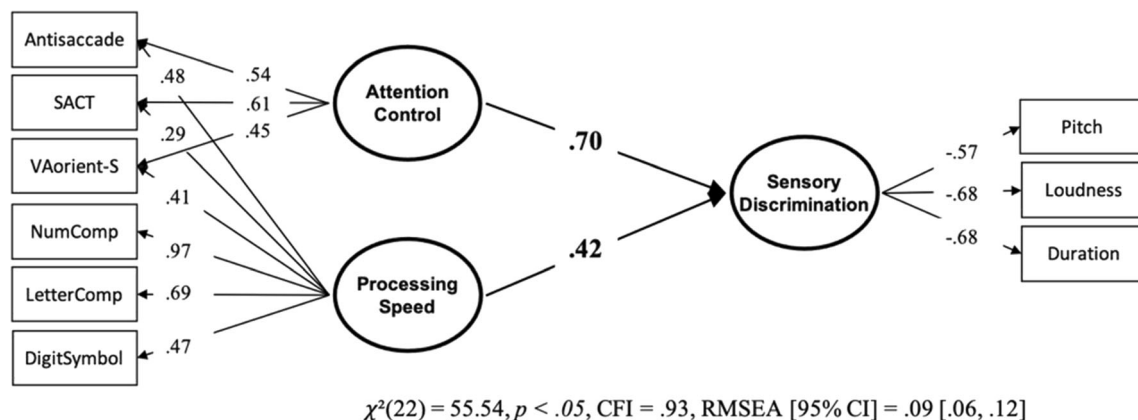 Antisaccade
SACT
VAorient-S
NumComp
LetterComp
DigitSymbol
.48
.29
.41
.97
.69
.47
.54
.61
.45
Attention
Control
Processing
Speed
.70
.42
Sensory
Discrimination
-.57
-.68
-.68
Pitch
Loudness
Duration
χ²(22) = 55.54, p < .05, CFI = .93, RMSEA [95% CI] = .09 [.06, .12]